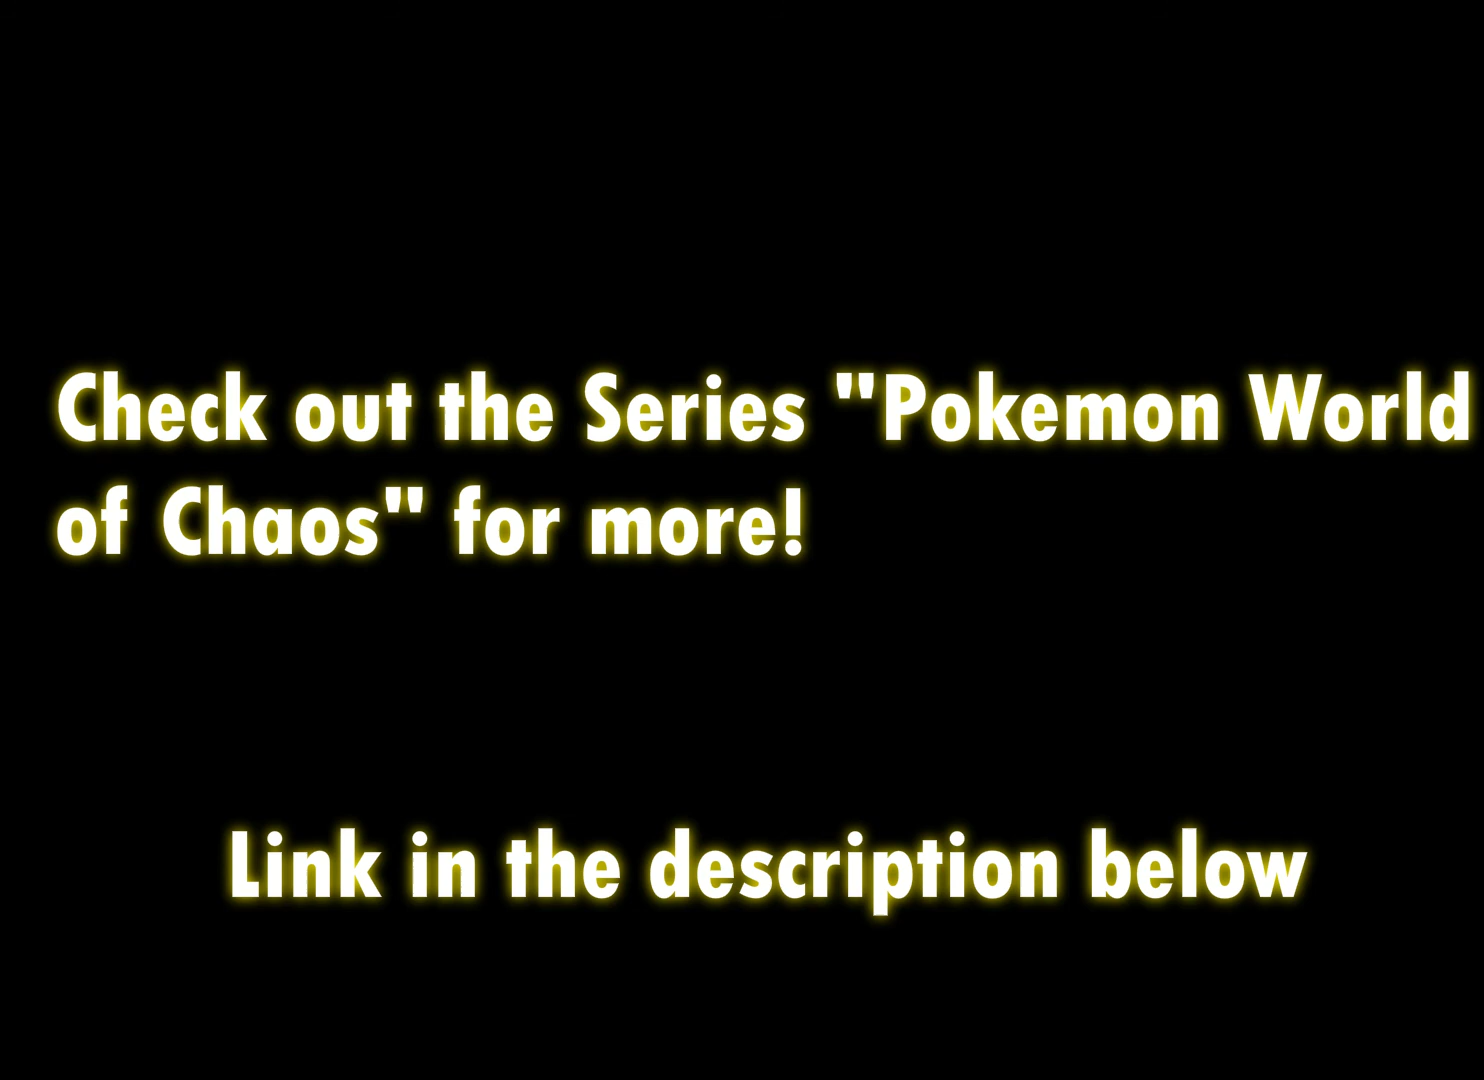 Check out the Series "Pokemon World
of Chaos" for more!
Link in the description below